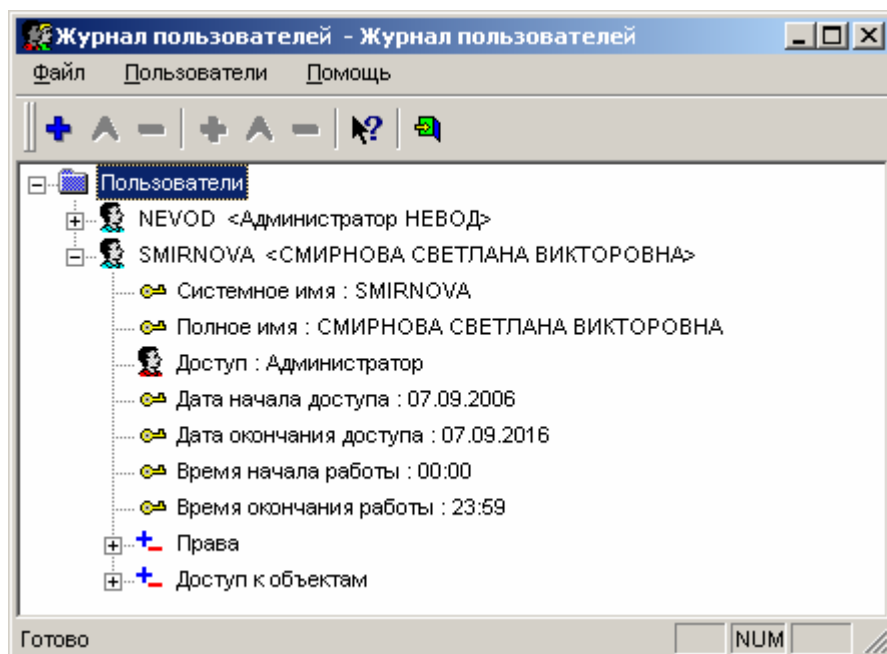 Журнал пользователей - Журнал пользователей
Файл Пользователи Помощь
Пользователи
NEVOD <Администратор НЕВОД>
SMIRNOVA <СМИРНОВА СВЕТЛАНА ВИКТОРОВНА>
Системное имя : SMIRNOVA
Полное имя : СМИРНОВА СВЕТЛАНА ВИКТОРОВНА
Доступ : Администратор
Дата начала доступа : 07.09.2006
Дата окончания доступа : 07.09.2016
Время начала работы : 00:00
Время окончания работы : 23:59
Права
Доступ к объектам
Готово NUM